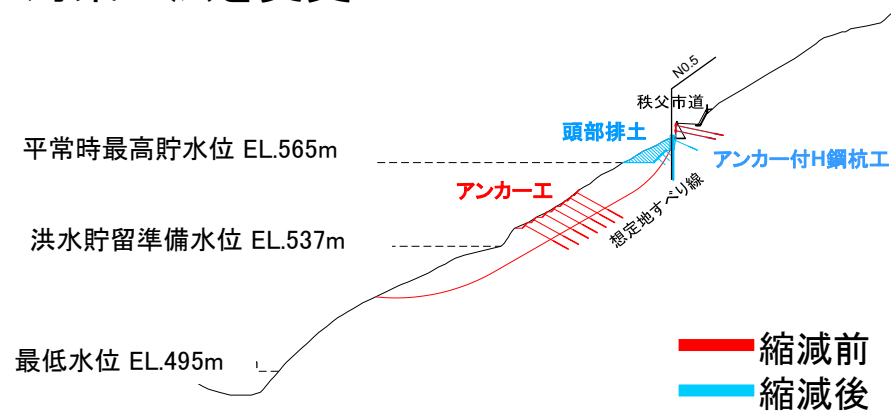 N0.5
秩父市道
頭部排土
平常時最高貯水位 EL.565m
アンカー付H鋼杭工
アンカー工
想定地すべり線
洪水貯留準備水位 EL.537m
最低水位 EL.495m
縮減前
縮減後